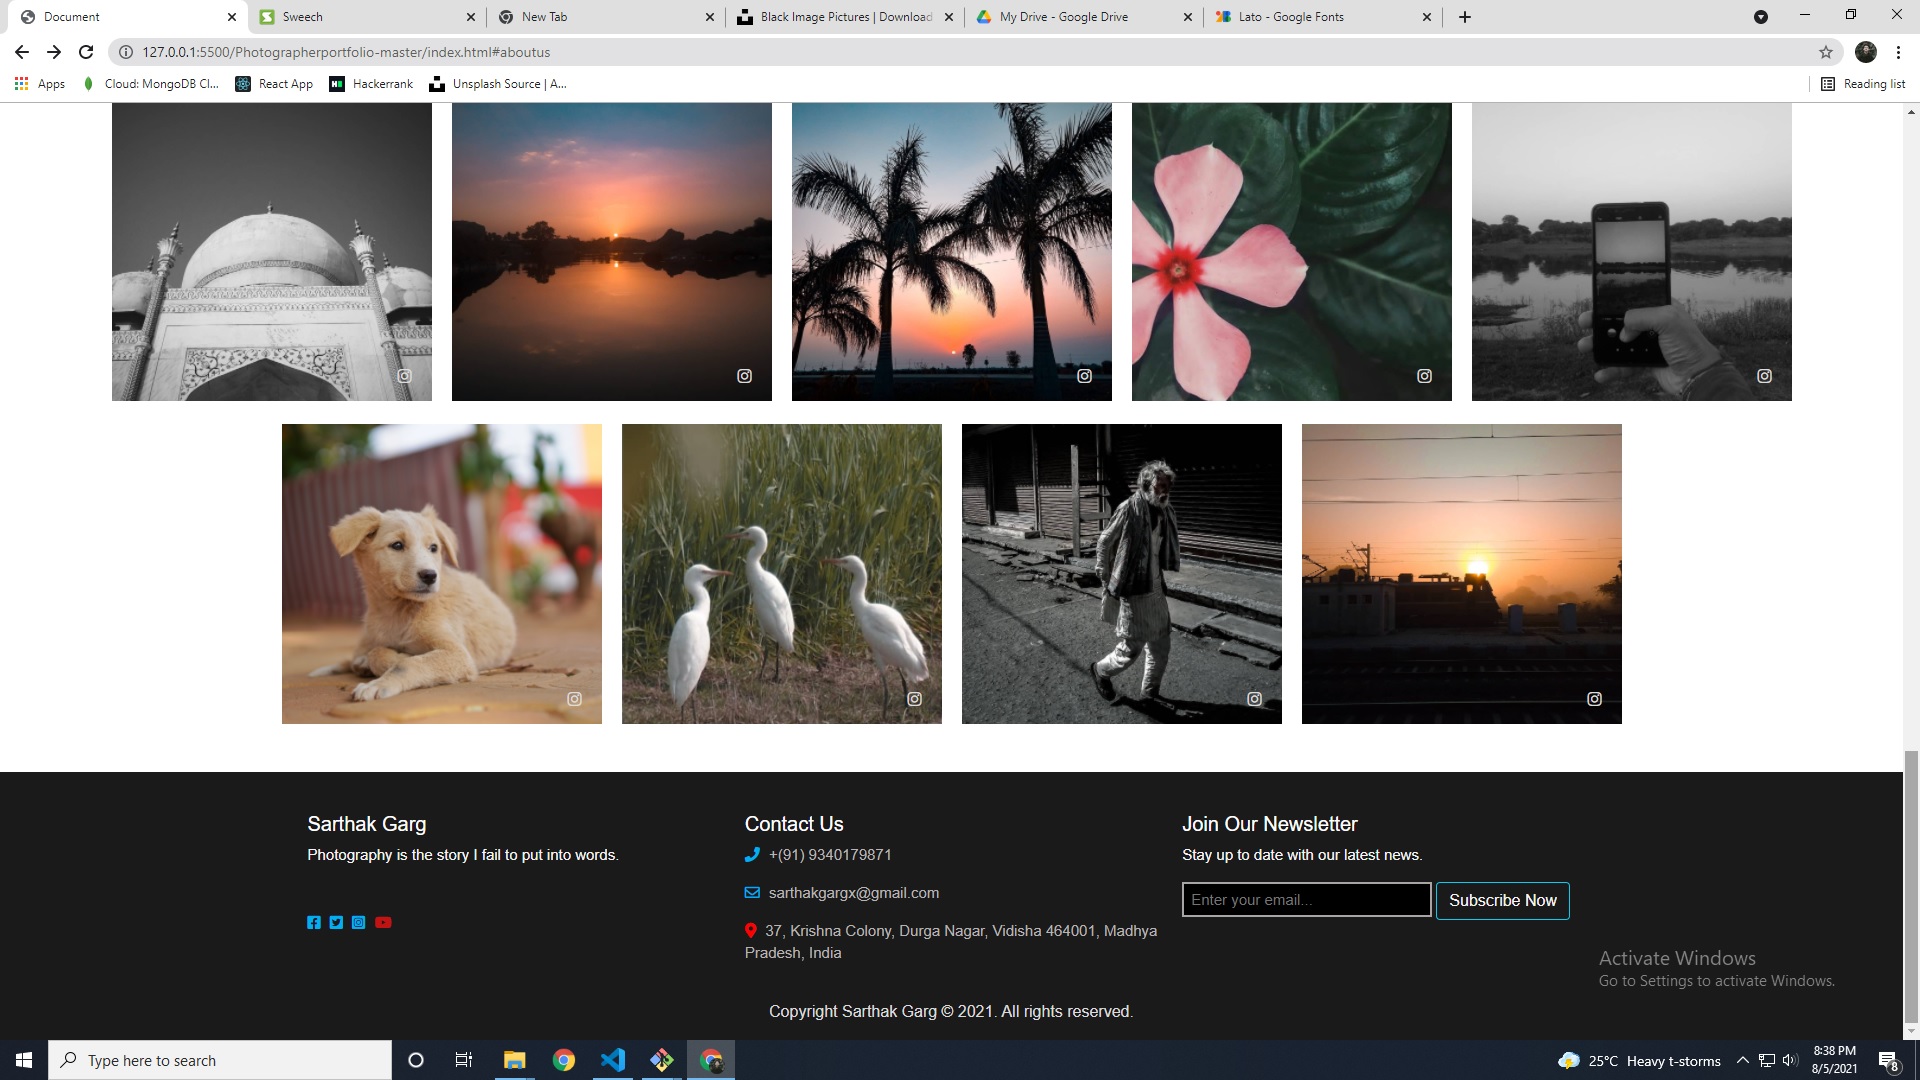 Document
Sweech
New Tab
Black Image Pictures | Download
My Drive - Google Drive
Lato - Google Fonts
127.0.0.1:5500/Photographerportfolio-master/index.html#aboutus
Apps
Cloud: MongoDB Cl...
React App
Hackerrank
Unsplash Source | A...
Reading list
Sarthak Garg
Photography is the story I fail to put into words.
Contact Us
+(91) 9340179871
sarthakgargx@gmail.com
37, Krishna Colony, Durga Nagar, Vidisha 464001, Madhya
Pradesh, India
Join Our Newsletter
Stay up to date with our latest news.
Enter your email...
Subscribe Now
Activate Windows
Go to Settings to activate Windows.
Copyright Sarthak Garg © 2021. All rights reserved.
Type here to search
25°C Heavy t-storms
8:38 PM
8/5/2021
8